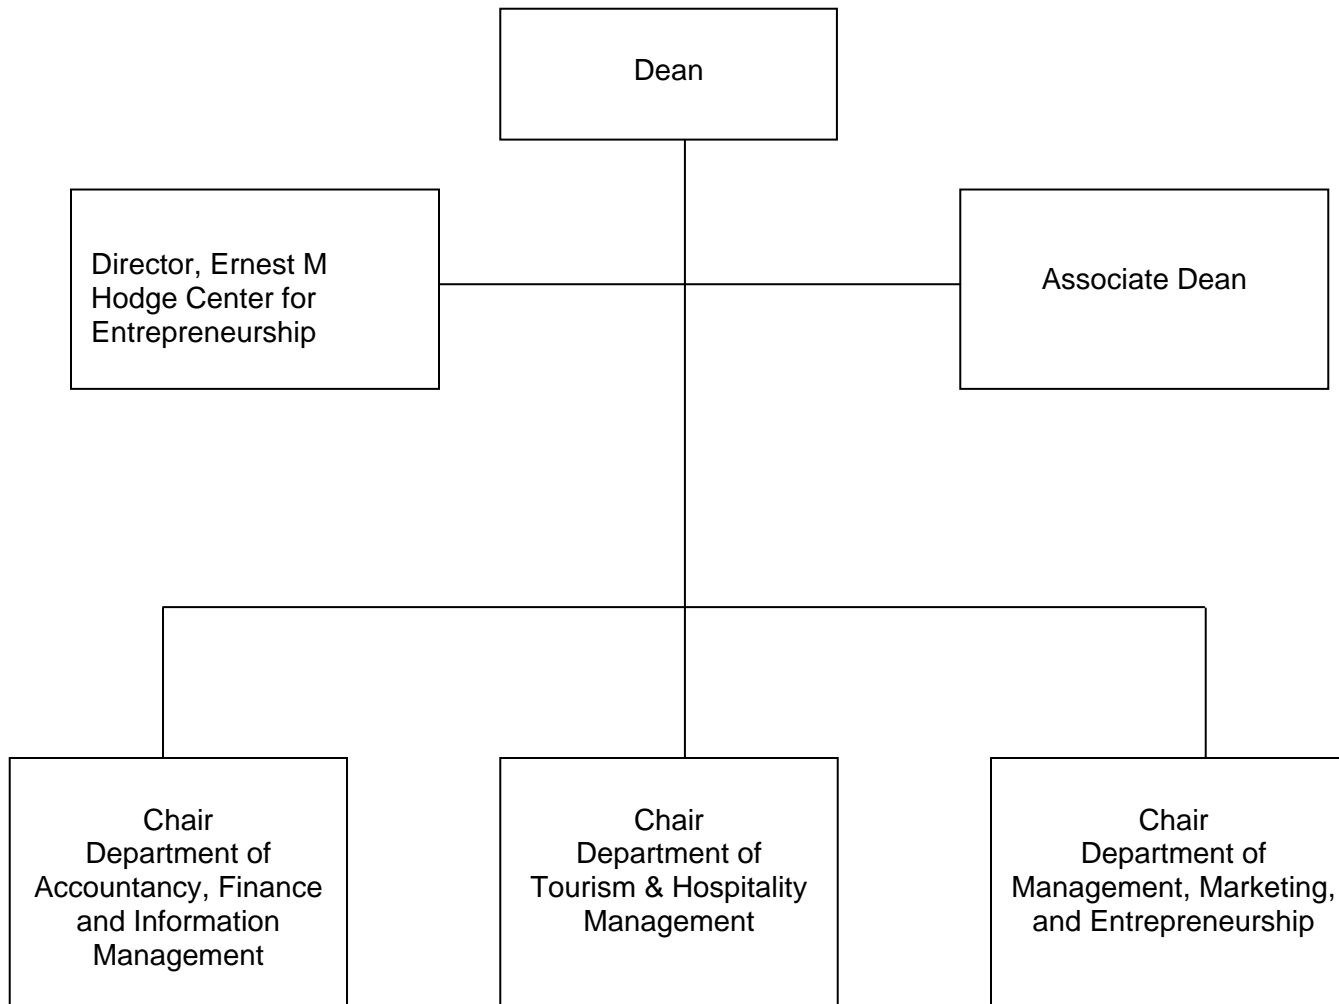 Dean
Director, Ernest M
Hodge Center for
Entrepreneurship
Associate Dean
Chair
Department of
Accountancy, Finance
and Information
Management
Chair
Department of
Tourism & Hospitality
Management
Chair
Department of
Management, Marketing,
and Entrepreneurship